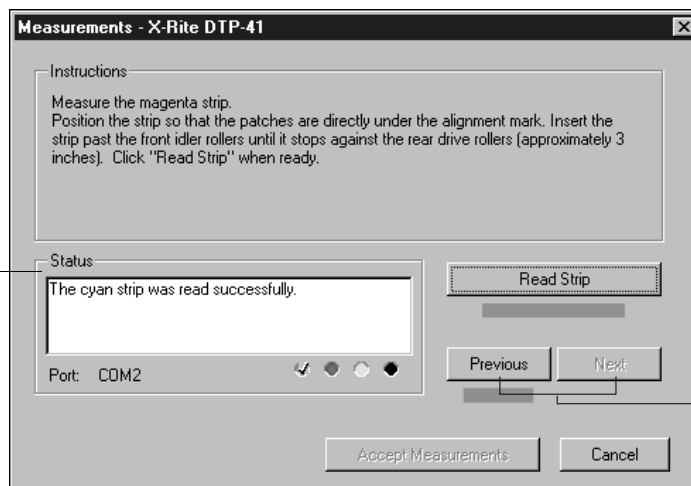 Measurements - X-Rite DTP-41
Instructions
Measure the magenta strip.
Position the strip so that the patches are directly under the alignment mark. Insert the
strip past the front idler rollers until it stops against the rear drive rollers (approximately 3
inches). Click "Read Strip" when ready.
Status
The cyan strip was read successfully.
Read Strip
Port: COM2
Previous
Next
Accept Measurements
Cancel